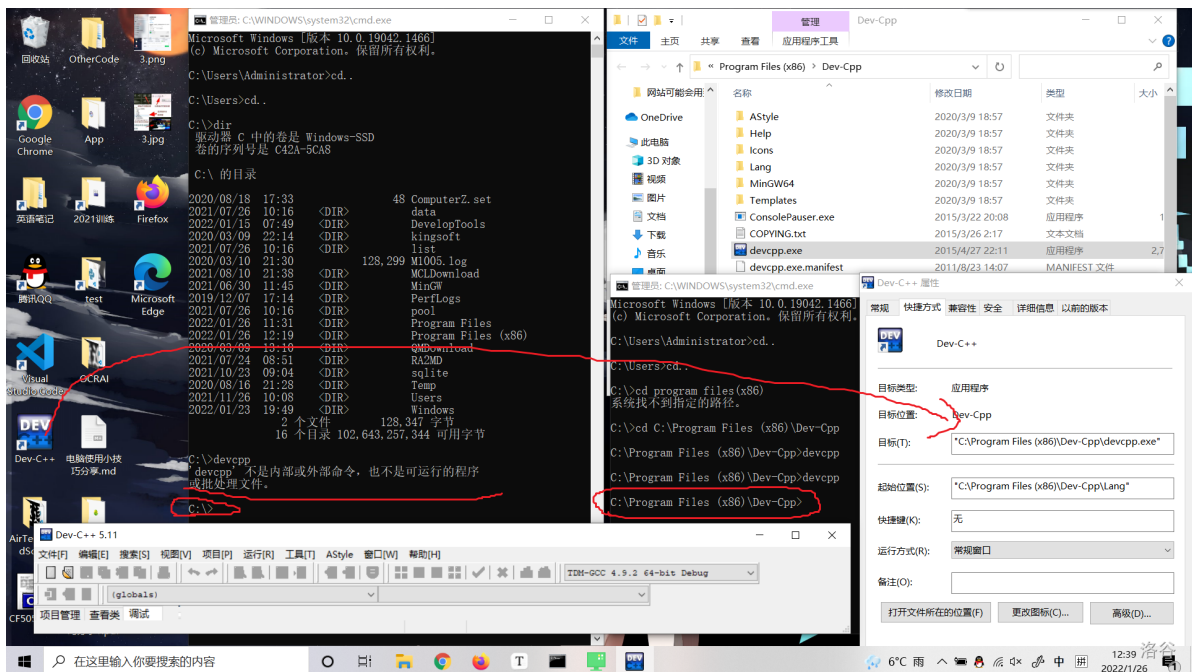 回收站
OtherCode
3.png
Google Chrome
App
3.jpg
英语笔记
2021训练
Firefox
腾讯QQ
test
Microsoft Edge
Visual Studio Code
OCRAI
Dev-C++
电脑使用小技巧分享.md
管理员: C:\WINDOWS\system32\cmd.exe
Microsoft Windows [版本 10.0.19042.1466]
(c) Microsoft Corporation。保留所有权利。
C:\Users\Administrator>cd..
C:\Users>cd..
C:\>dir
驱动器 C 中的卷是 Windows-SSD
卷的序列号是 C42A-5CA8
C:\ 的目录
2020/08/18 17:33 48 ComputerZ.set
2021/07/26 10:16 <DIR> data
2022/01/15 07:49 <DIR> DevelopTools
2020/03/09 22:14 <DIR> kingsoft
2021/07/26 10:16 <DIR> list
2020/03/10 21:30 128,299 M1005.log
2021/08/10 21:38 <DIR> MCLDownload
2021/06/30 11:45 <DIR> MinGW
2019/12/07 17:14 <DIR> PerfLogs
2021/07/26 10:16 <DIR> pool
2022/01/26 11:31 <DIR> Program Files
2022/01/26 12:19 <DIR> Program Files (x86)
2020/03/09 13:10 <DIR> QMDownload
2021/07/24 08:51 <DIR> RA2MD
2021/10/23 09:04 <DIR> sqlite
2020/08/16 21:28 <DIR> Temp
2021/11/26 10:08 <DIR> Users
2022/01/23 19:49 <DIR> Windows
2 个文件 128,347 字节
16 个目录 102,643,257,344 可用字节
C:\>devcpp
'devcpp' 不是内部或外部命令，也不是可运行的程序
或批处理文件。
C:\>
管理
Dev-Cpp
文件 主页 共享 查看 应用程序工具
« Program Files (x86) > Dev-Cpp
网站可能会用
OneDrive
此电脑
3D 对象
视频
图片
文档
下载
音乐
桌面
名称 修改日期 类型 大小
AStyle 2020/3/9 18:57 文件夹
Help 2020/3/9 18:57 文件夹
Icons 2020/3/9 18:57 文件夹
Lang 2020/3/9 18:57 文件夹
MinGW64 2020/3/9 18:57 文件夹
Templates 2020/3/9 18:57 文件夹
ConsolePauser.exe 2015/3/22 20:08 应用程序 1
COPYING.txt 2015/3/26 2:17 文本文档
devcpp.exe 2015/4/27 22:11 应用程序 2,7
devcpp.exe.manifest 2011/8/23 14:07 MANIFEST 文件
管理员: C:\WINDOWS\system32\cmd.exe
Microsoft Windows [版本 10.0.19042.1466]
(c) Microsoft Corporation。保留所有权利。
C:\Users\Administrator>cd..
C:\Users>cd..
C:\>cd program files(x86)
系统找不到指定的路径。
C:\>cd C:\Program Files (x86)\Dev-Cpp
C:\Program Files (x86)\Dev-Cpp>devcpp
C:\Program Files (x86)\Dev-Cpp>devcpp
C:\Program Files (x86)\Dev-Cpp>
Dev-C++ 属性
常规 快捷方式 兼容性 安全 详细信息 以前的版本
Dev-C++
目标类型: 应用程序
目标位置: Dev-Cpp
目标(T): "C:\Program Files (x86)\Dev-Cpp\devcpp.exe"
起始位置(S): "C:\Program Files (x86)\Dev-Cpp\Lang"
快捷键(K): 无
运行方式(R): 常规窗口
备注(O):
打开文件所在的位置(F) 更改图标(C)... 高级(D)...
Dev-C++ 5.11
文件[F] 编辑[E] 搜索[S] 视图[V] 项目[P] 运行[R] 工具[T] AStyle 窗口[W] 帮助[H]
TDM-GCC 4.9.2 64-bit Debug
(globals)
项目管理 查看类 调试
在这里输入你要搜索的内容
6°C 雨
中
拼
12:39
2022/1/26
洛谷